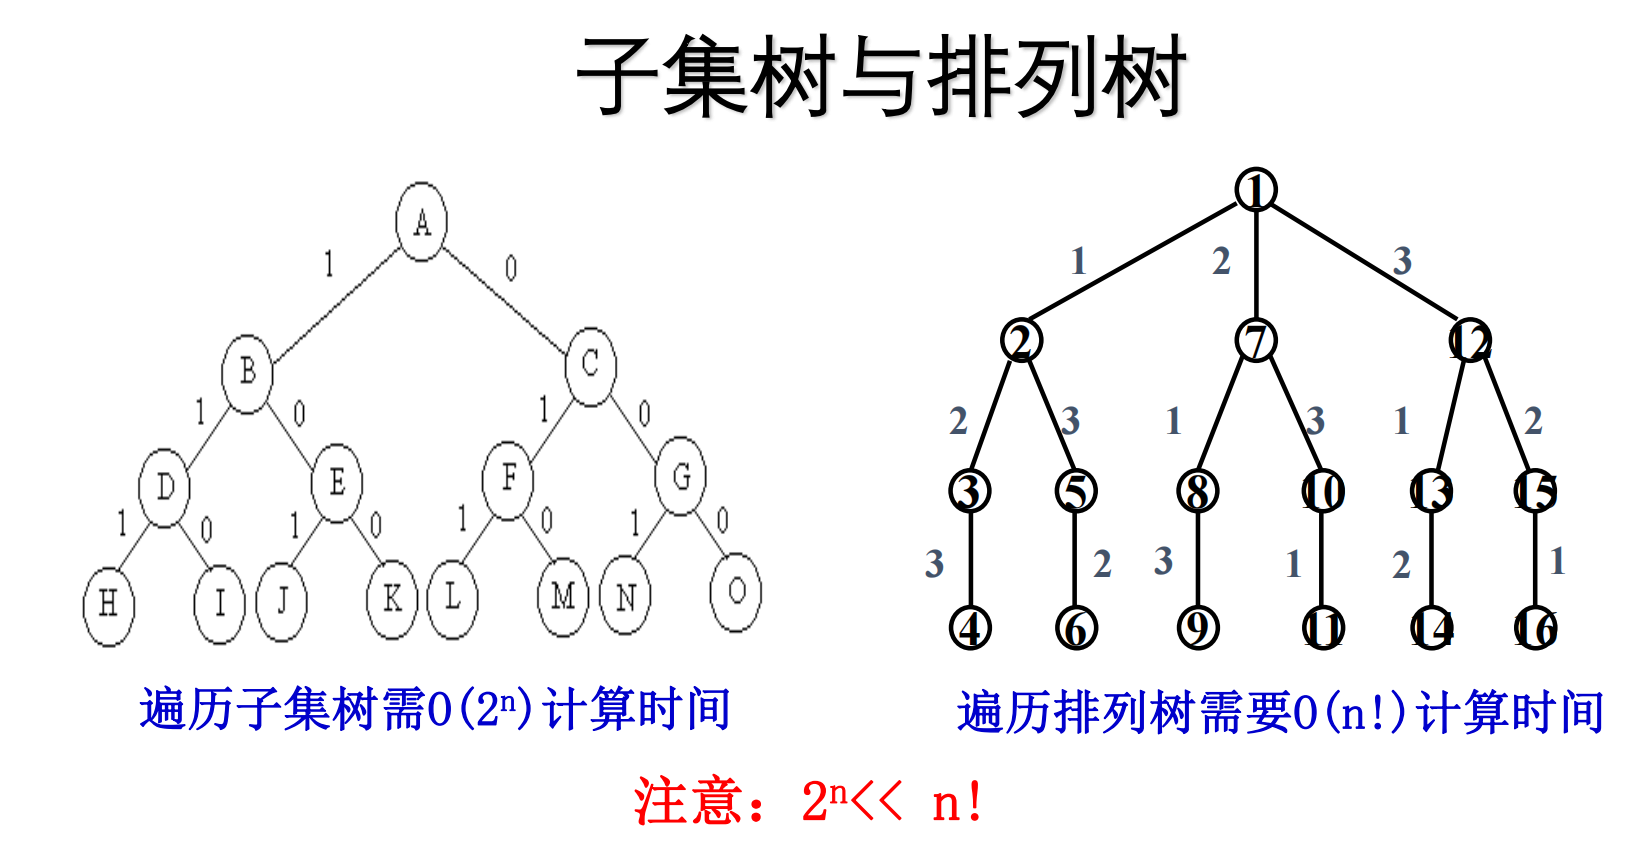 子集树与排列树
A
1 0
B C
1 0 1 0
D E F G
1 0 1 0 1 0 1 0
H I J K L M N O
遍历子集树需O(2ⁿ)计算时间
1
1 2 3
2 7 12
2 3 1 3 1 2
3 5 8 10 13 15
3 2 3 1 2 1
4 6 9 11 14 16
遍历排列树需要O(n!)计算时间
注意：2ⁿ<< n!